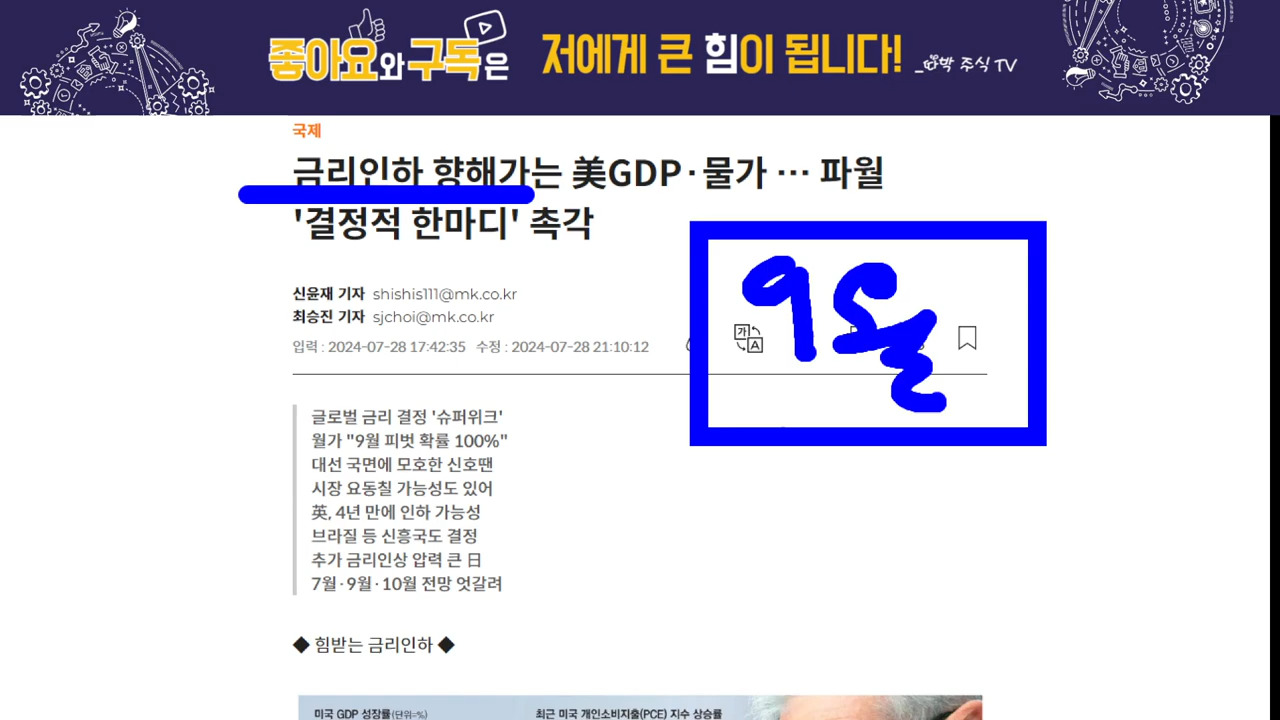 좋아요와 구독은 저에게 큰 힘이 됩니다!
박 주식 TV
국제
금리인하 향해가는 美GDP·물가 … 파월
'결정적 한마디' 촉각
9월
신윤재 기자 shishis111@mk.co.kr
최승진 기자 sjchoi@mk.co.kr
입력 : 2024-07-28 17:42:35 수정 : 2024-07-28 21:10:12
가 A
글로벌 금리 결정 '슈퍼위크'
월가 "9월 피벗 확률 100%"
대선 국면에 모호한 신호땐
시장 요동칠 가능성도 있어
英, 4년 만에 인하 가능성
브라질 등 신흥국도 결정
추가 금리인상 압력 큰 日
7월·9월·10월 전망 엇갈려
◆ 힘받는 금리인하 ◆
미국 GDP 성장률(단위=%) 최근 미국 개인소비지출(PCE) 지수 상승률